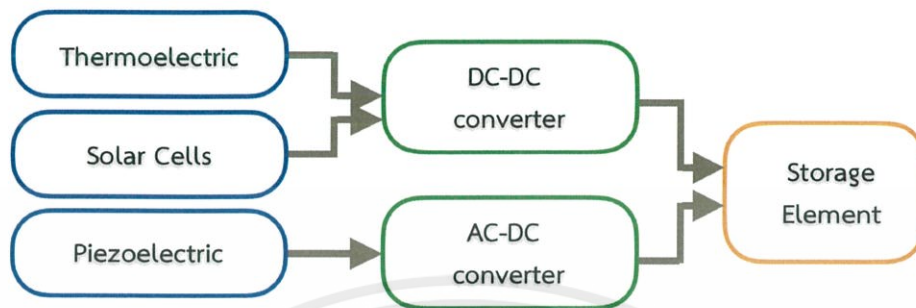 Thermoelectric
Solar Cells
Piezoelectric
DC-DC
converter
AC-DC
converter
Storage
Element